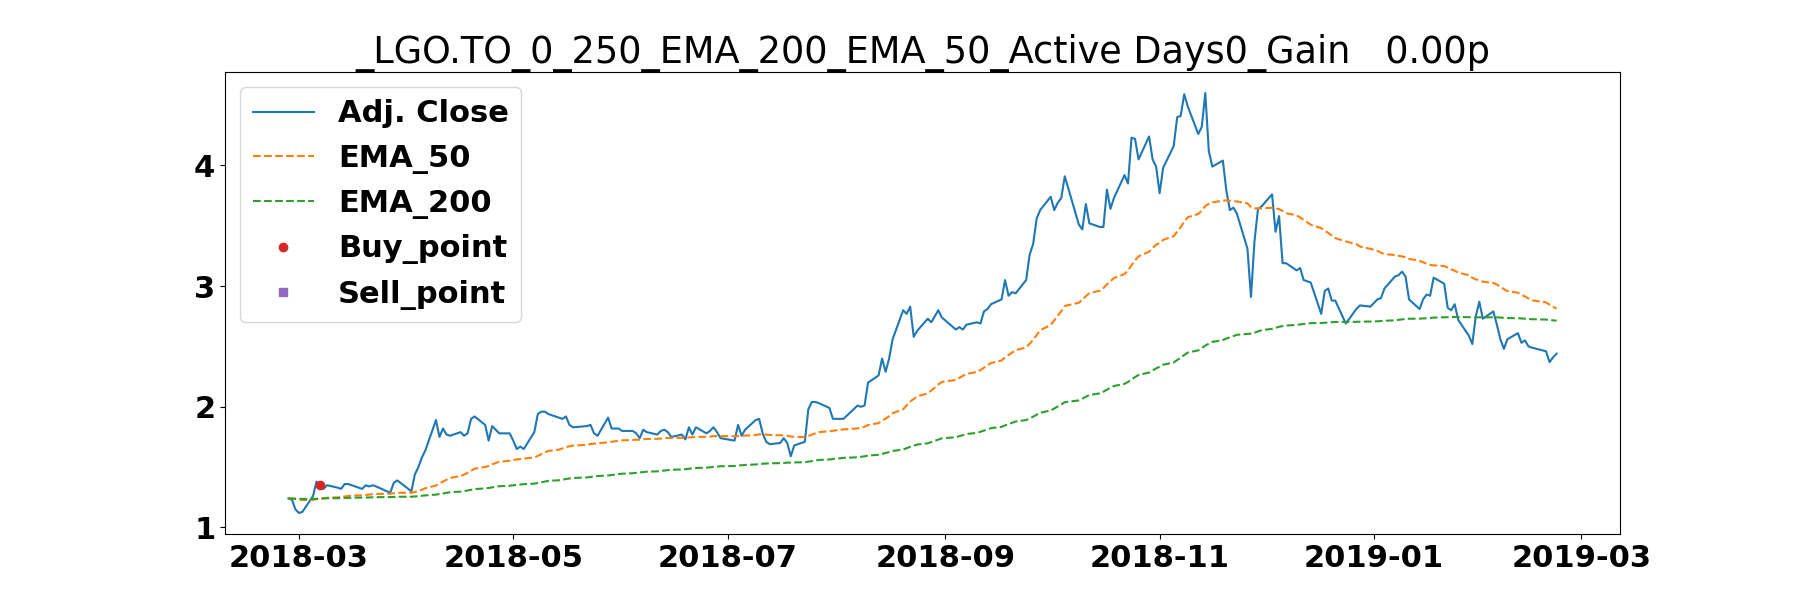 _LGO.TO_0_250_EMA_200_EMA_50_Active Days0_Gain   0.00p
Adj. Close
EMA_50
EMA_200
Buy_point
Sell_point
4
3
2
1
2018-03 2018-05 2018-07 2018-09 2018-11 2019-01 2019-03